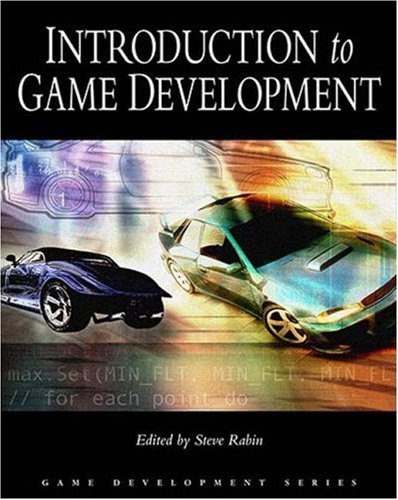 INTRODUCTION to
GAME DEVELOPMENT
1
max.Set(MIN_FLT, MIN_FLT, MIN_FL
// for each point do
Edited by Steve Rabin
GAME DEVELOPMENT SERIES